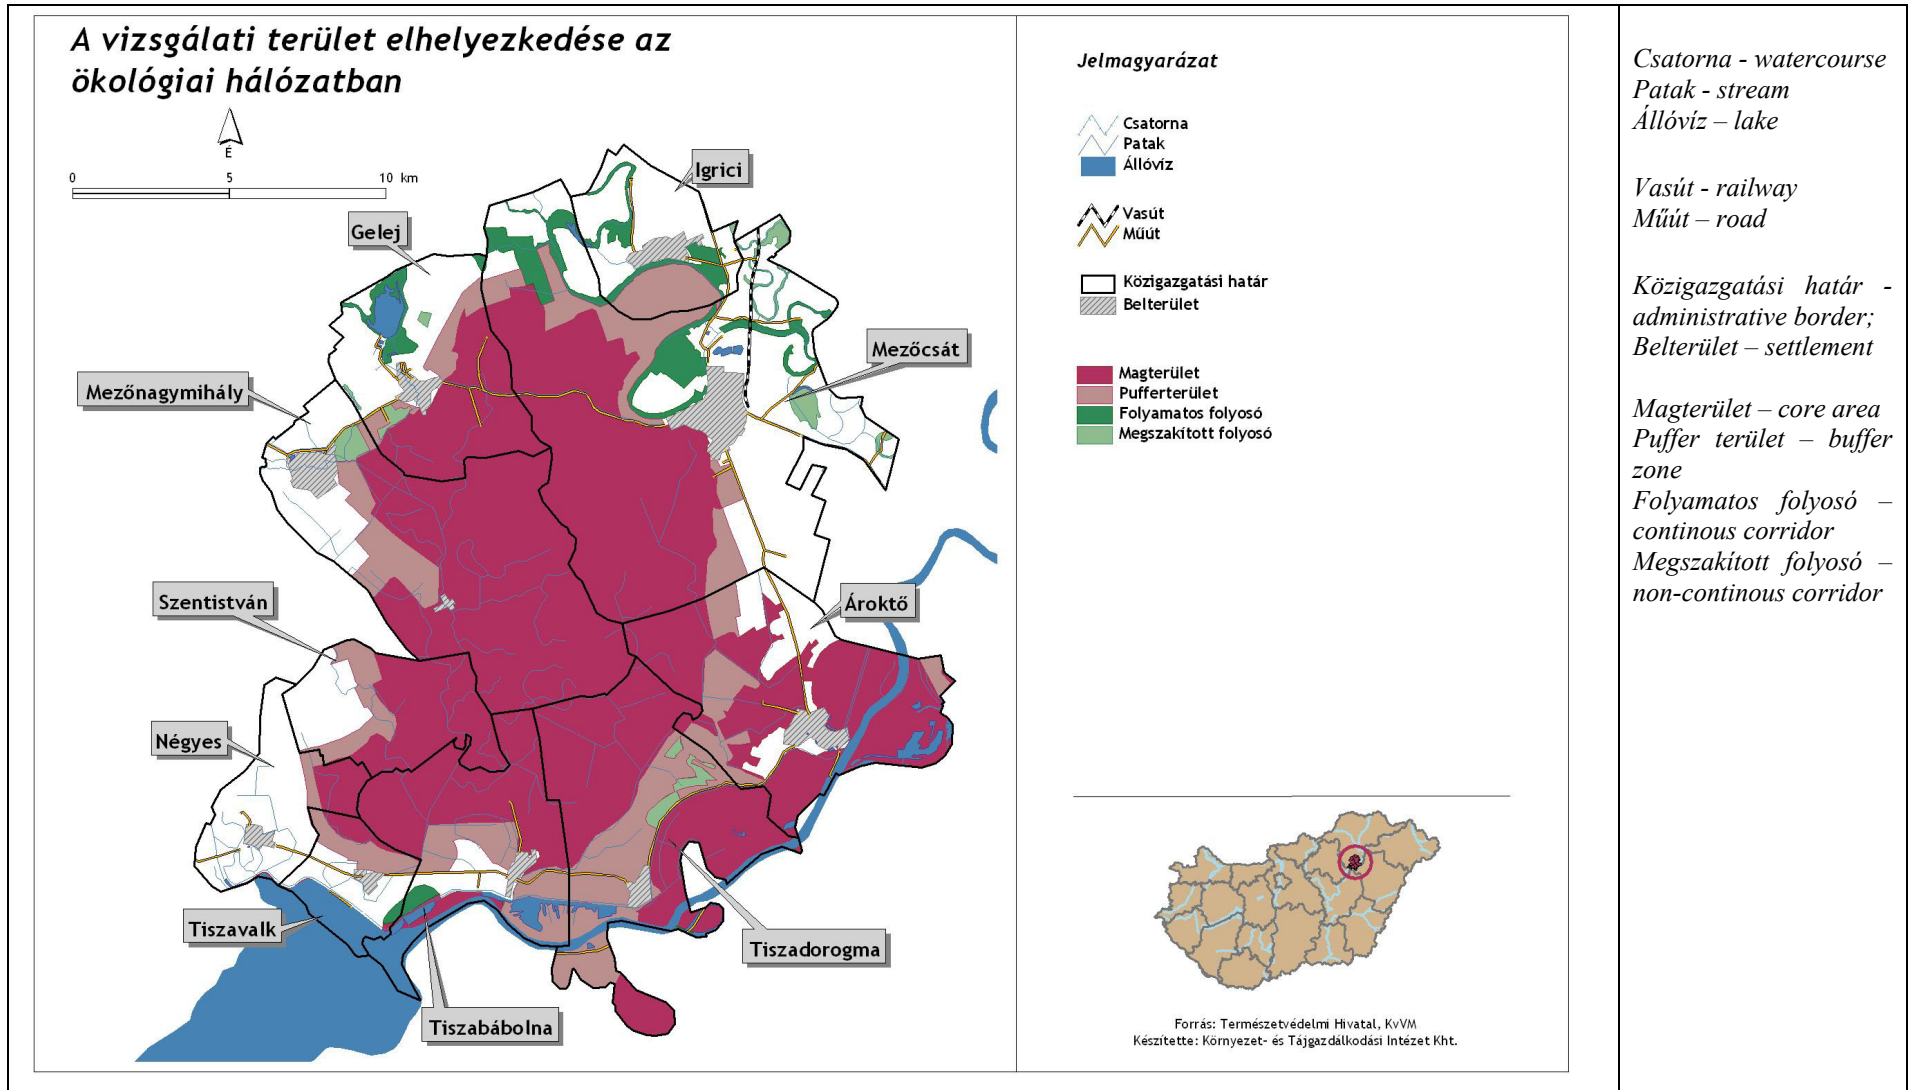 A vizsgálati terület elhelyezkedése az
ökológiai hálózatban
É
0 5 10 km
Igrici
Gelej
Mezőcsát
Mezőnagymihály
Szentistván
Ároktő
Négyes
Tiszavalk
Tiszadorogma
Tiszabábolna
Jelmagyarázat
Csatorna
Patak
Állóvíz
Vasút
Műút
Közigazgatási határ
Belterület
Magterület
Pufferterület
Folyamatos folyosó
Megszakított folyosó
Forrás: Természetvédelmi Hivatal, KvVM
Készítette: Környezet- és Tájgazdálkodási Intézet Kht.
Csatorna - watercourse
Patak - stream
Állóvíz – lake
Vasút - railway
Műút – road
Közigazgatási határ -
administrative border;
Belterület – settlement
Magterület – core area
Puffer terület – buffer
zone
Folyamatos folyosó –
continous corridor
Megszakított folyosó –
non-continous corridor